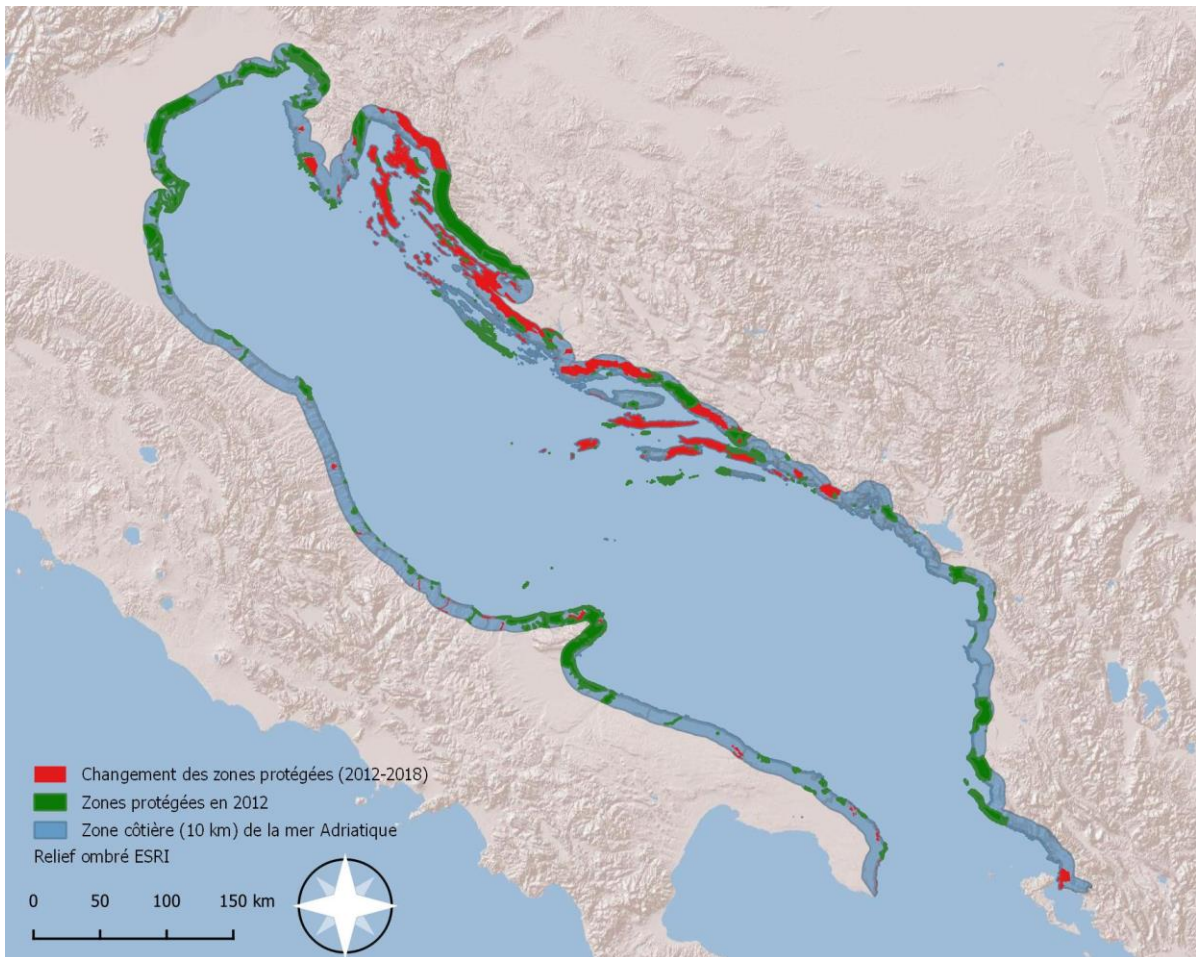 Changement des zones protégées (2012-2018)
Zones protégées en 2012
Zone côtière (10 km) de la mer Adriatique
Relief ombré ESRI
0 50 100 150 km